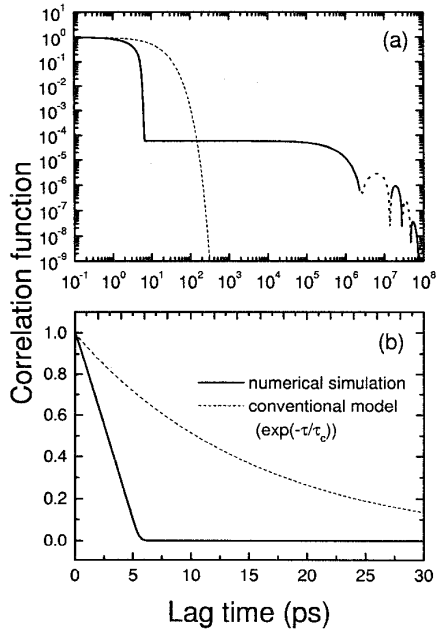 Correlation function
10^1
10^0
10^-1
10^-2
10^-3
10^-4
10^-5
10^-6
10^-7
10^-8
10^-9
(a)
10^-1 10^0 10^1 10^2 10^3 10^4 10^5 10^6 10^7 10^8
1.0
0.8
0.6
0.4
0.2
0.0
(b)
numerical simulation
conventional model
(exp(-τ/τ_c))
0 5 10 15 20 25 30
Lag time (ps)